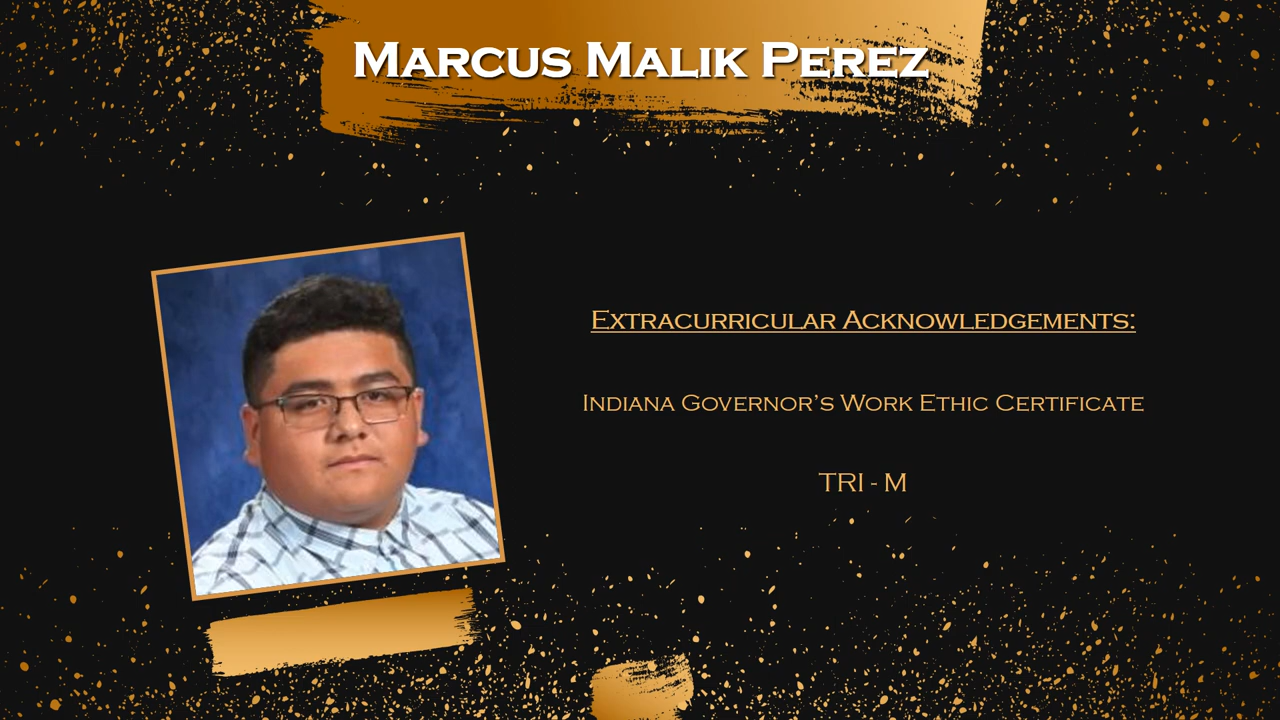 Marcus Malik Perez
Extracurricular Acknowledgements:
Indiana Governor’s Work Ethic Certificate
TRI - M